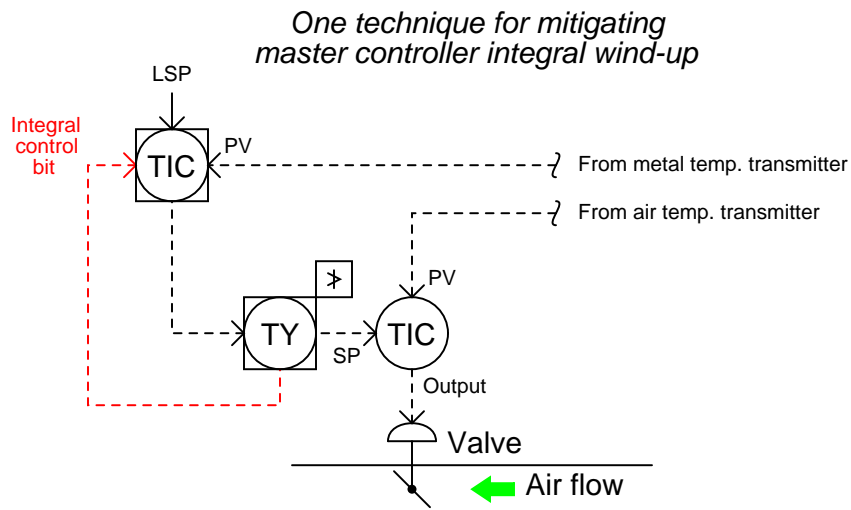 One technique for mitigating
master controller integral wind-up
LSP
Integral
control
bit
TIC
PV
From metal temp. transmitter
From air temp. transmitter
PV
TY
SP
TIC
Output
Valve
Air flow